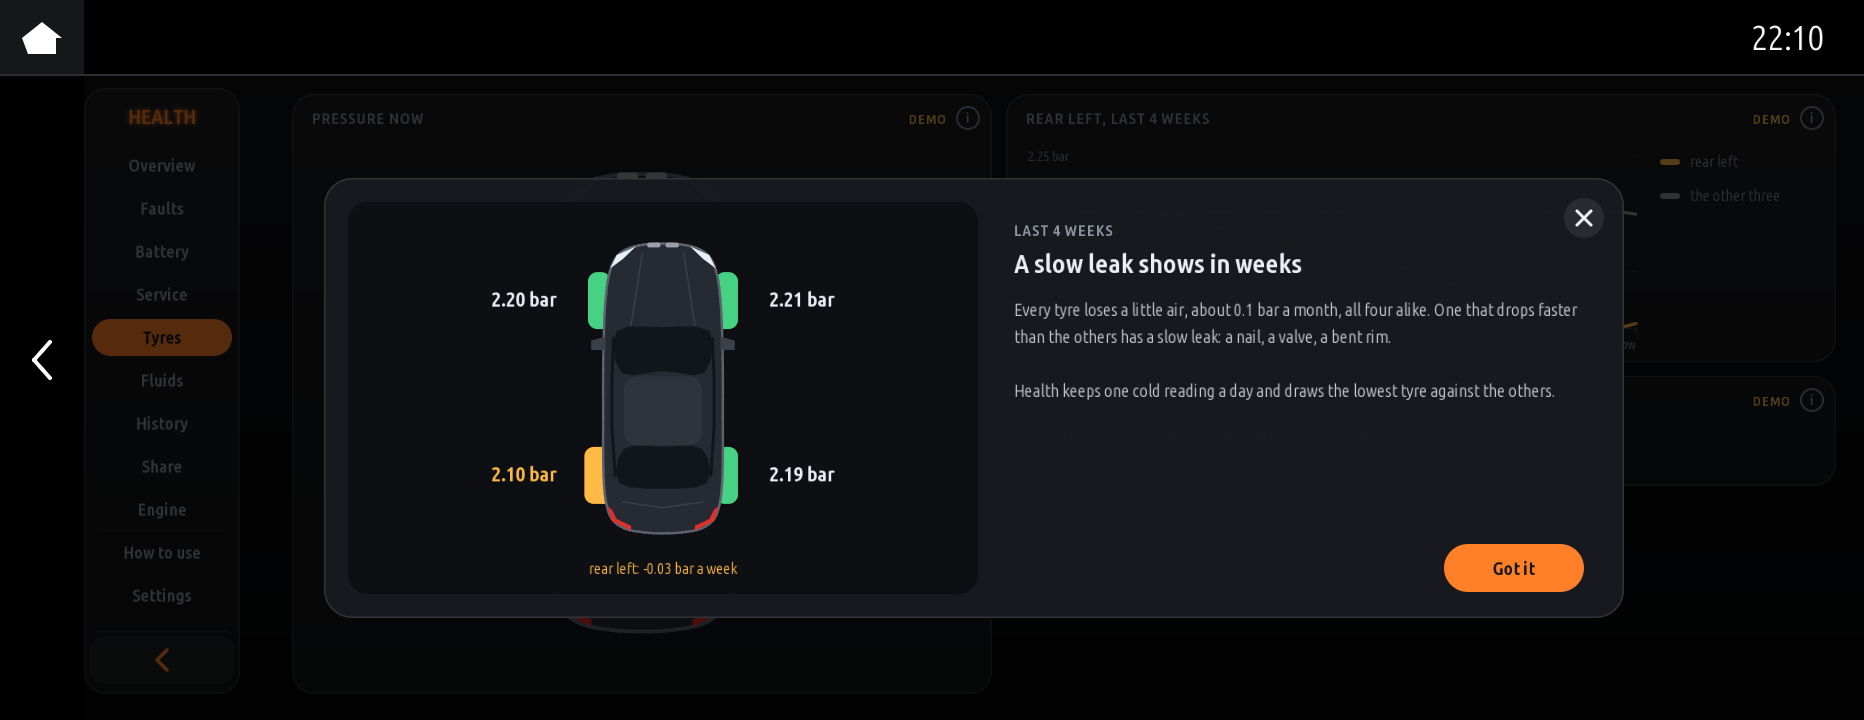 22:10
HEALTH
Overview
Faults
Battery
Service
Tyres
Fluids
History
Share
Engine
How to use
Settings
PRESSURE NOW
DEMO
i
REAR LEFT, LAST 4 WEEKS
DEMO
i
2.25 bar
rear left
the other three
DEMO
i
2.20 bar
2.21 bar
2.10 bar
2.19 bar
rear left: -0.03 bar a week
LAST 4 WEEKS
A slow leak shows in weeks
Every tyre loses a little air, about 0.1 bar a month, all four alike. One that drops faster
than the others has a slow leak: a nail, a valve, a bent rim.
Health keeps one cold reading a day and draws the lowest tyre against the others.
Got it